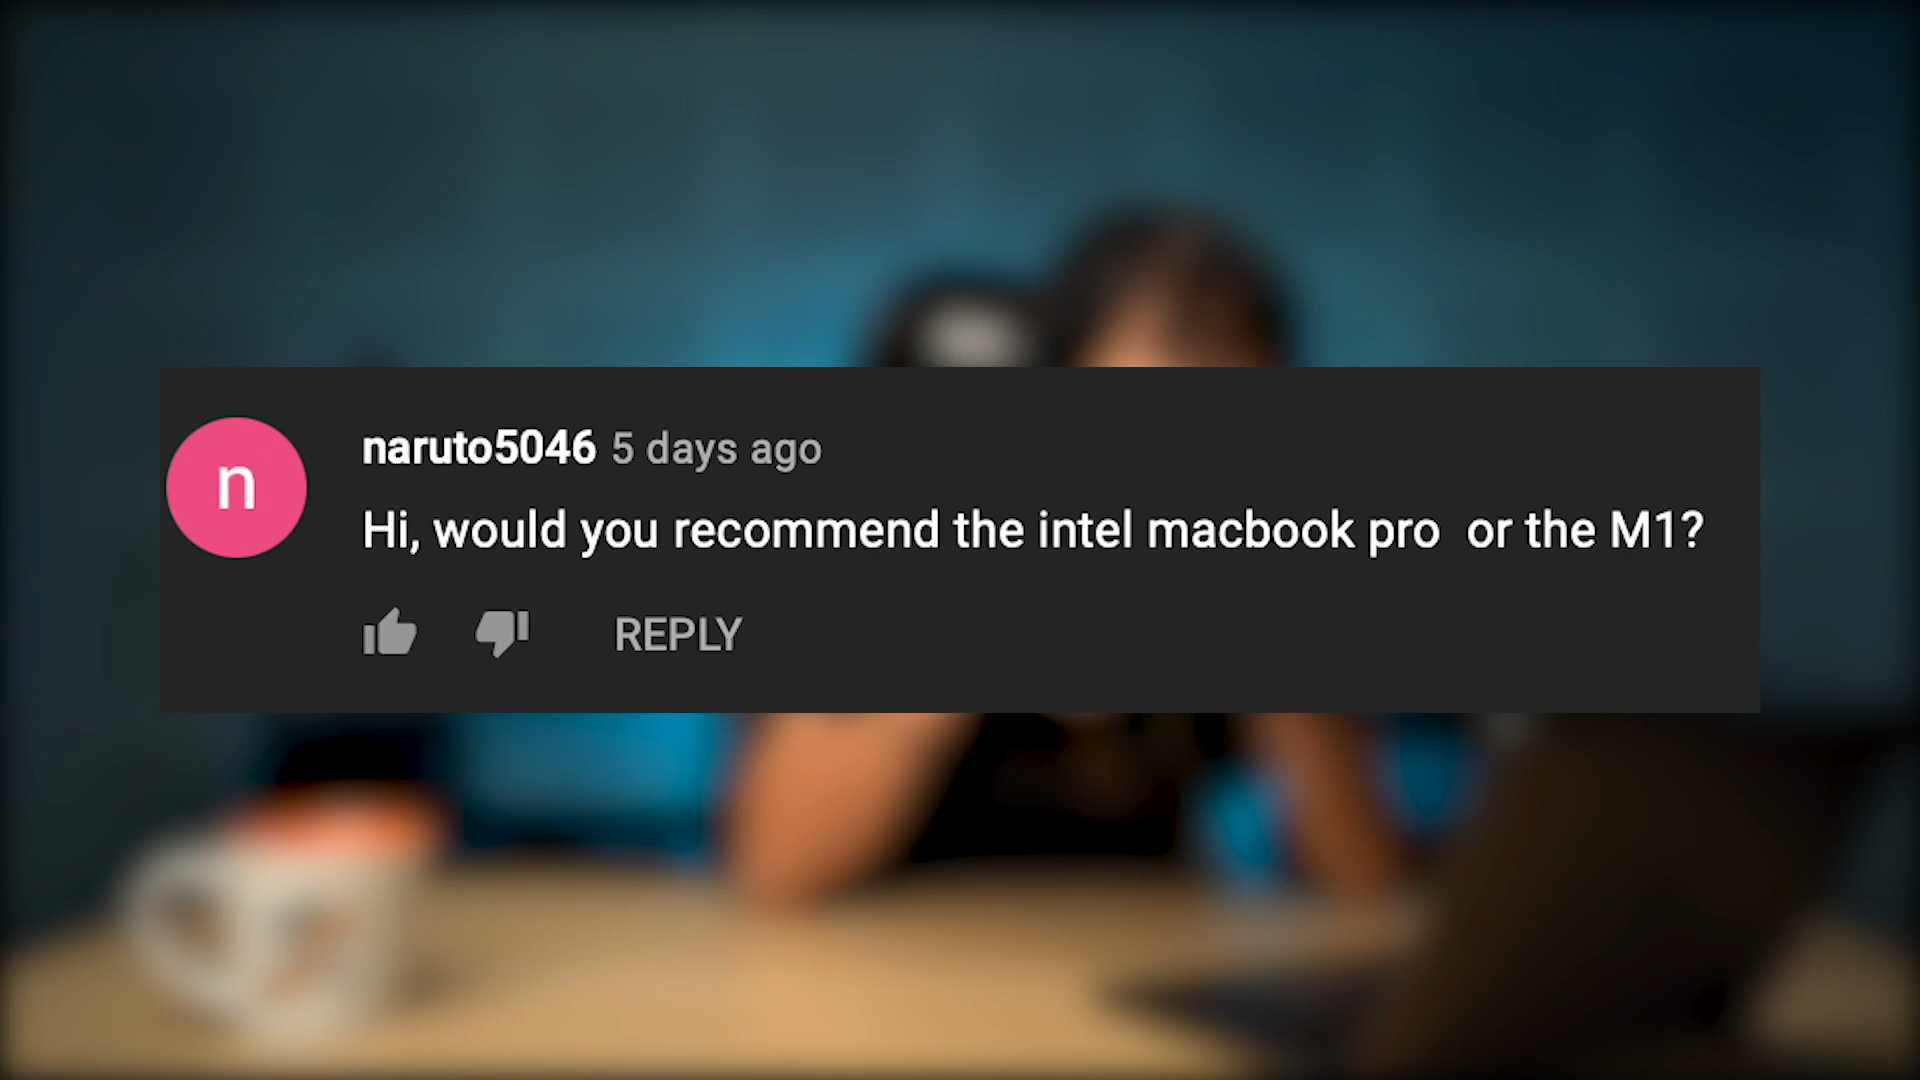 n
naruto5046 5 days ago
Hi, would you recommend the intel macbook pro  or the M1?
REPLY